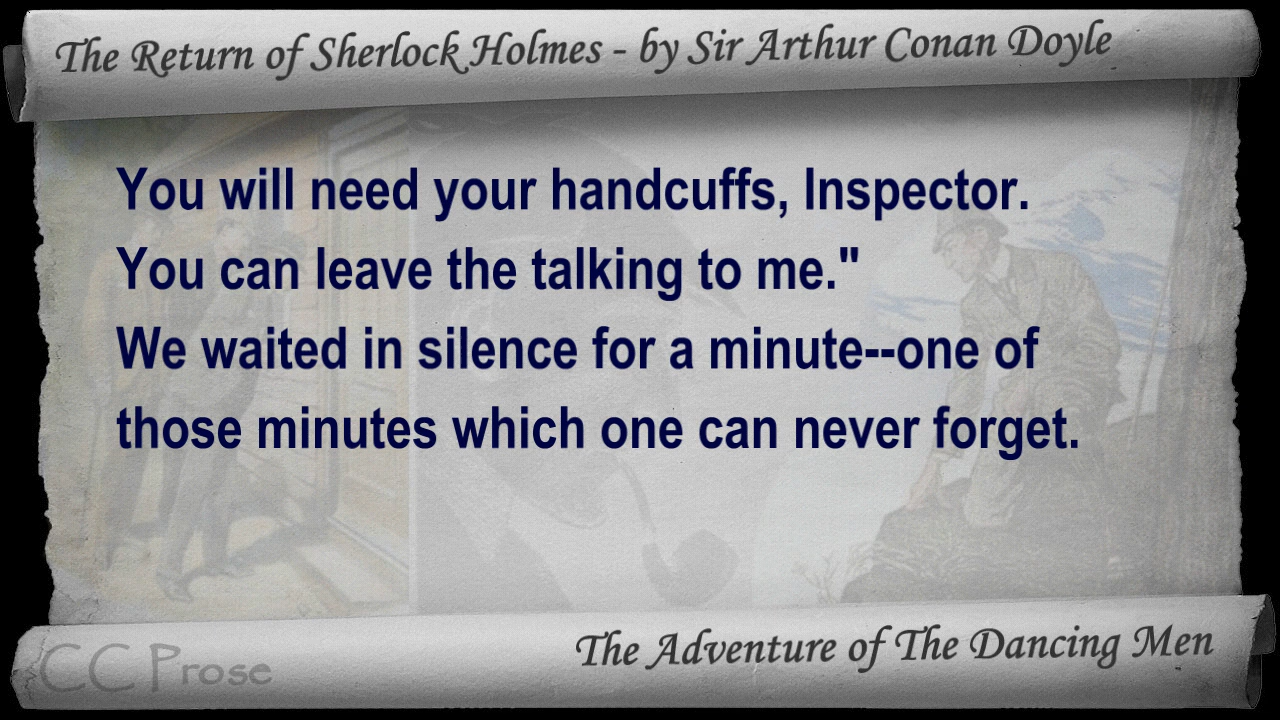 The Return of Sherlock Holmes - by Sir Arthur Conan Doyle
You will need your handcuffs, Inspector.
You can leave the talking to me."
We waited in silence for a minute--one of
those minutes which one can never forget.
The Adventure of The Dancing Men
CC Prose